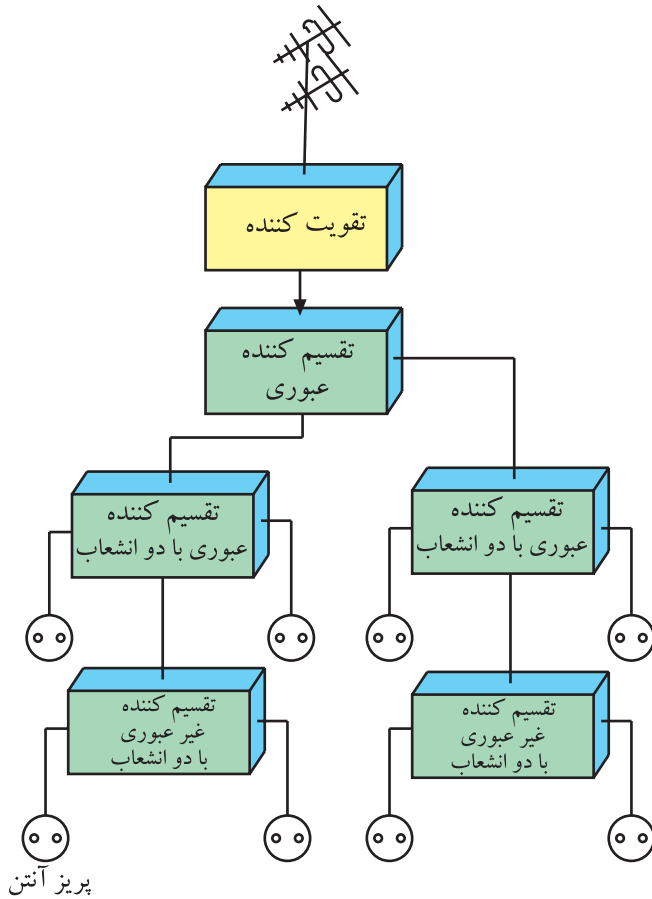 تقویت کننده
تقسیم کننده
عبوری
تقسیم کننده
عبوری با دو انشعاب
تقسیم کننده
عبوری با دو انشعاب
تقسیم کننده
غیر عبوری
با دو انشعاب
تقسیم کننده
غیر عبوری
با دو انشعاب
پریز آنتن